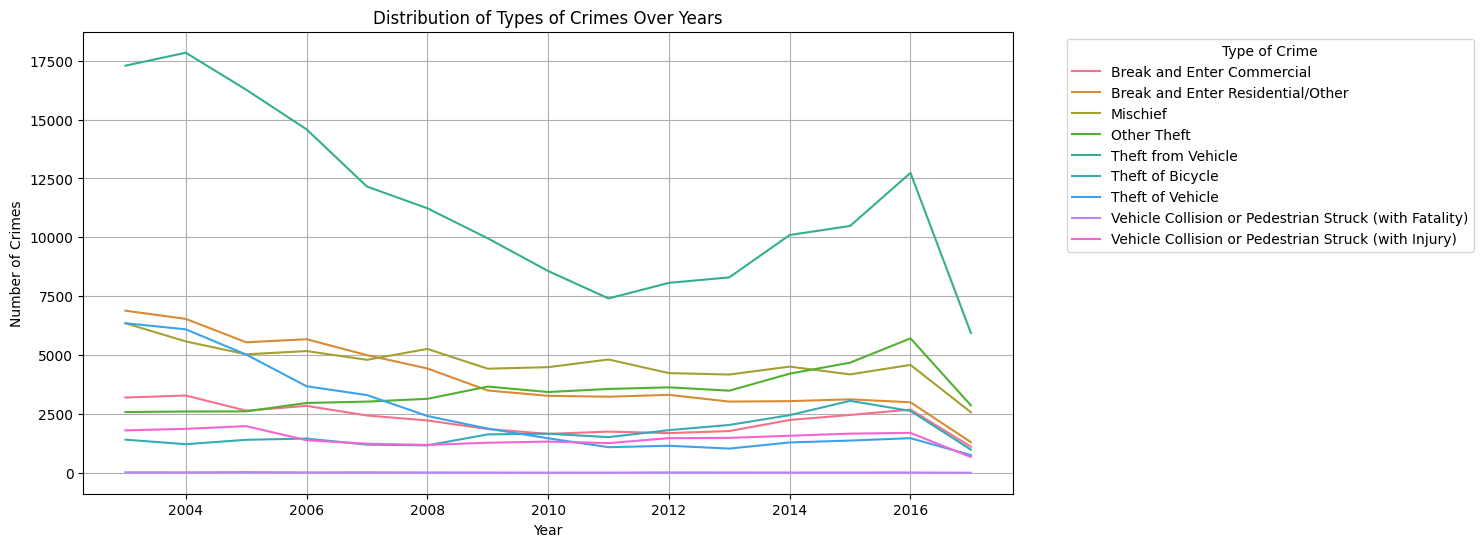 Distribution of Types of Crimes Over Years
Number of Crimes
17500
15000
12500
10000
7500
5000
2500
0
2004
2006
2008
2010
2012
2014
2016
Year
Type of Crime
Break and Enter Commercial
Break and Enter Residential/Other
Mischief
Other Theft
Theft from Vehicle
Theft of Bicycle
Theft of Vehicle
Vehicle Collision or Pedestrian Struck (with Fatality)
Vehicle Collision or Pedestrian Struck (with Injury)